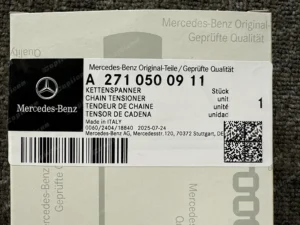 Mercedes-Benz Original
Geprüfte Qualität
Mercedes-Benz Original-Teile / Geprüfte Qualität
A 271 050 09 11
KETTENSPANNER Stück
CHAIN TENSIONER unit 1
TENDEUR DE CHAINE unité
TENSOR DE CADENA unidad
Made in ITALY
0060/2404/18840 2025-07-24
Mercedes-Benz AG, Mercedesstr. 120, 70372 Stuttgart, DE
Mercedes-Benz